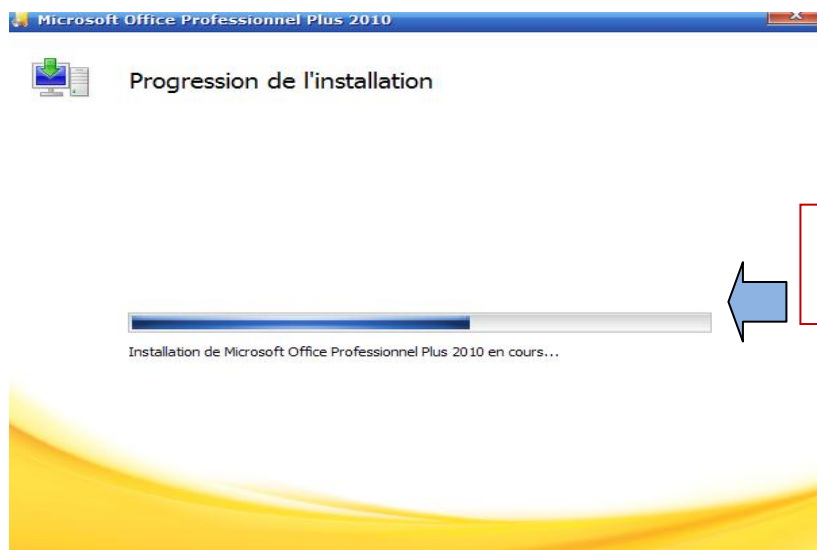 Microsoft Office Professionnel Plus 2010
Progression de l'installation
Installation de Microsoft Office Professionnel Plus 2010 en cours...